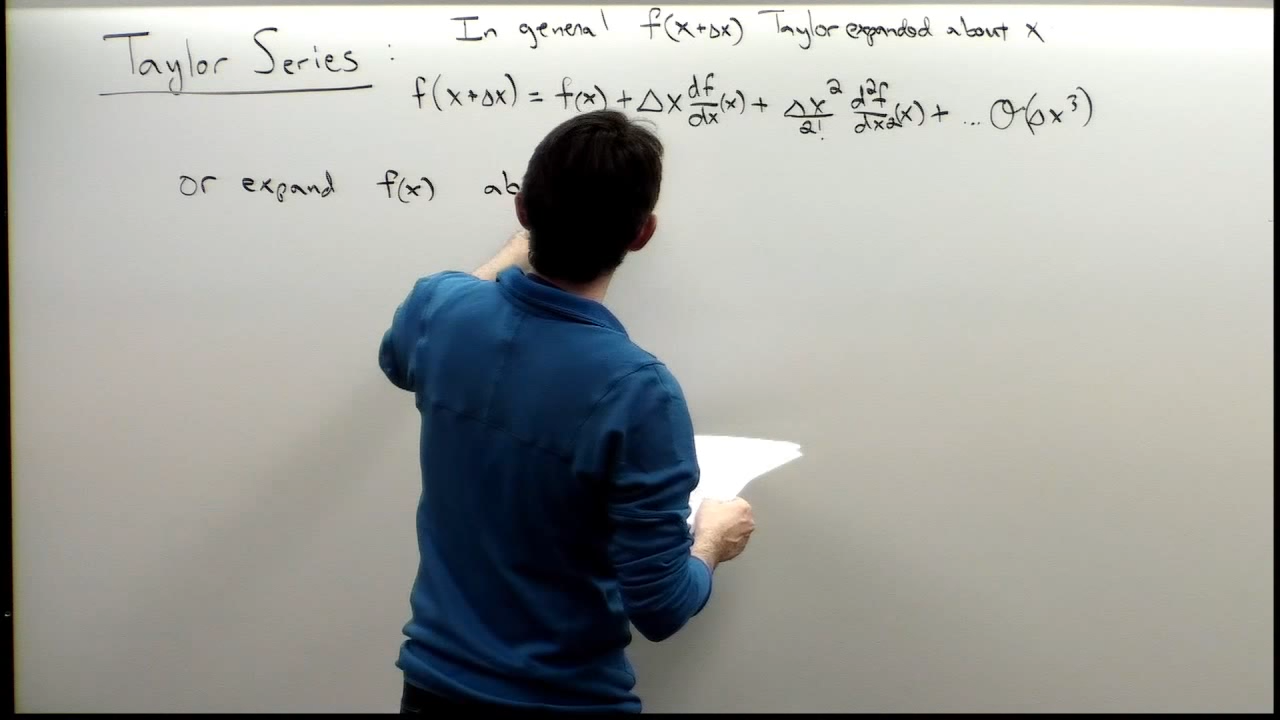 In general f(x+Δx) Taylor expanded about x
Taylor Series :
f(x+Δx) = f(x) + Δx df/dx (x) + Δx²/2! d²f/dx2 (x) + ... O(Δx³)
or expand f(x) ab